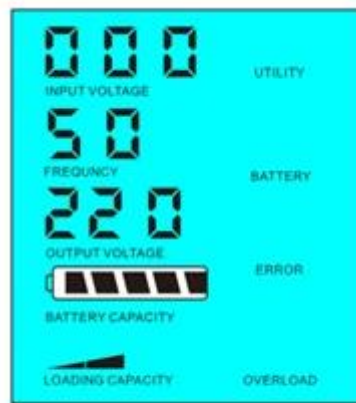 000
UTILITY
INPUT VOLTAGE
50
FREQUNCY
BATTERY
220
OUTPUT VOLTAGE
ERROR
BATTERY CAPACITY
LOADING CAPACITY
OVERLOAD